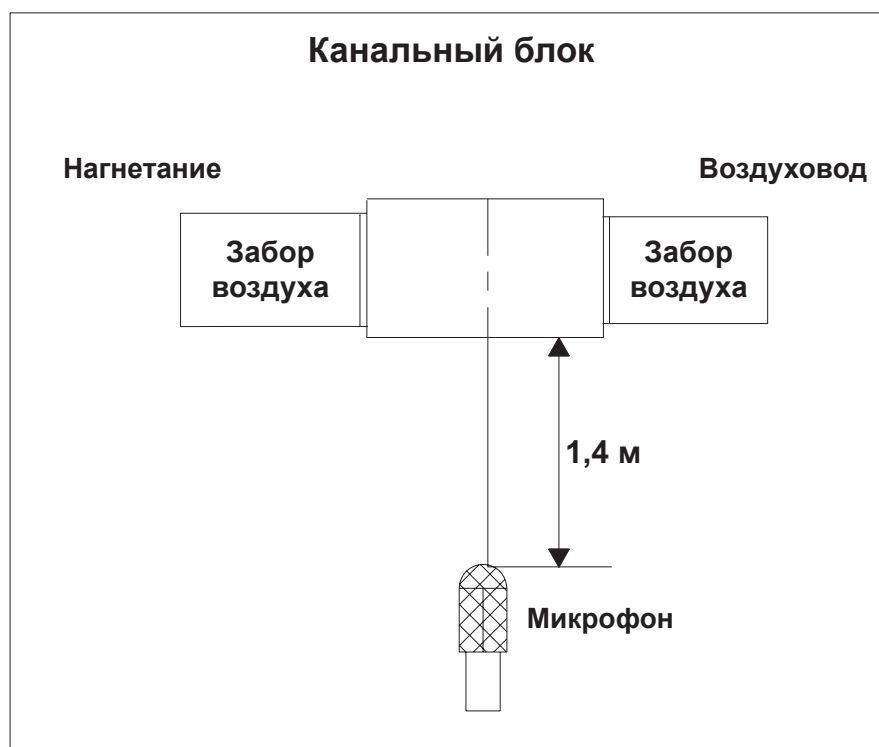 Канальный блок
Нагнетание
Воздуховод
Забор
воздуха
Забор
воздуха
1,4 м
Микрофон